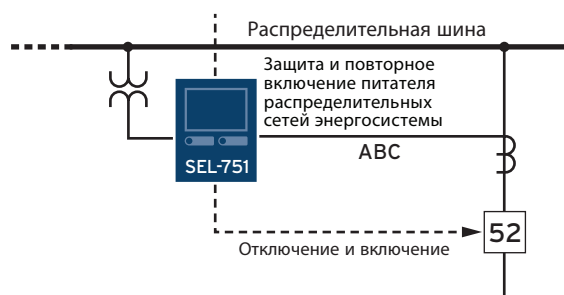 Распределительная шина
Защита и повторное
включение питателя
распределительных
сетей энергосистемы
SEL-751
ABC
52
Отключение и включение